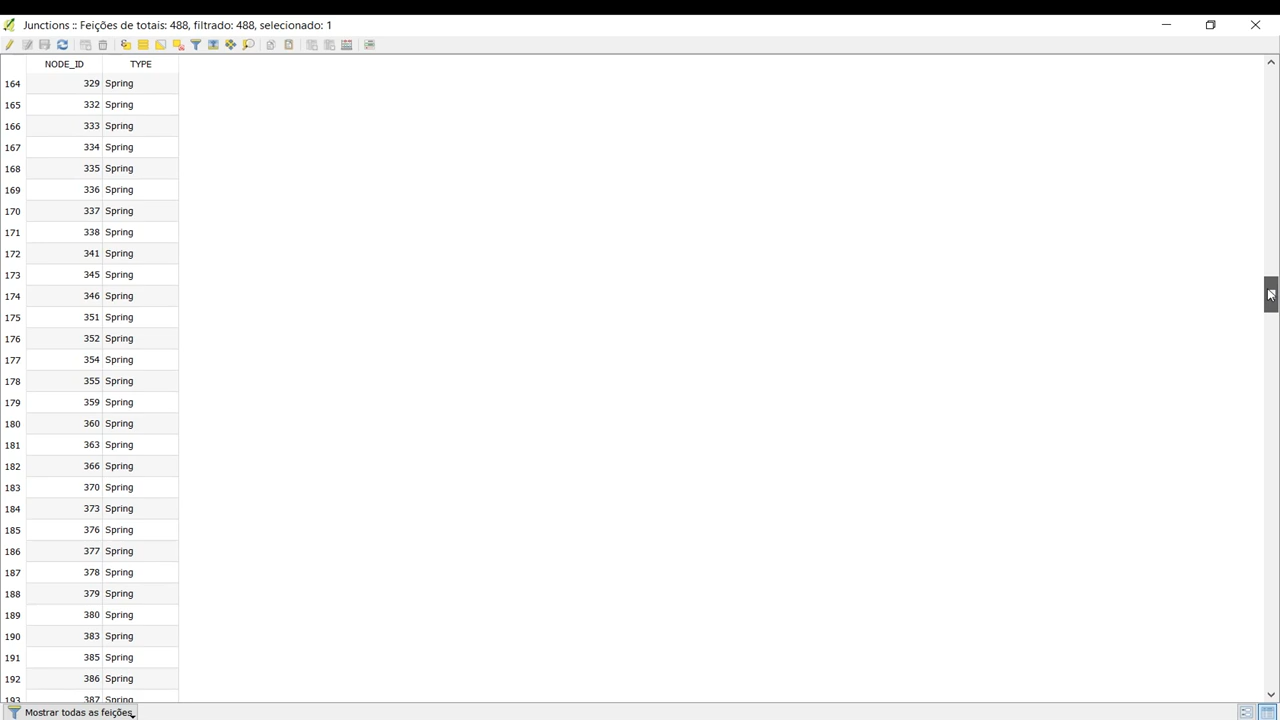 Junctions :: Feições de totais: 488, filtrado: 488, selecionado: 1
NODE_ID TYPE
164 329 Spring
165 332 Spring
166 333 Spring
167 334 Spring
168 335 Spring
169 336 Spring
170 337 Spring
171 338 Spring
172 341 Spring
173 345 Spring
174 346 Spring
175 351 Spring
176 352 Spring
177 354 Spring
178 355 Spring
179 359 Spring
180 360 Spring
181 363 Spring
182 366 Spring
183 370 Spring
184 373 Spring
185 376 Spring
186 377 Spring
187 378 Spring
188 379 Spring
189 380 Spring
190 383 Spring
191 385 Spring
192 386 Spring
193 387 Spring
Mostrar todas as feições